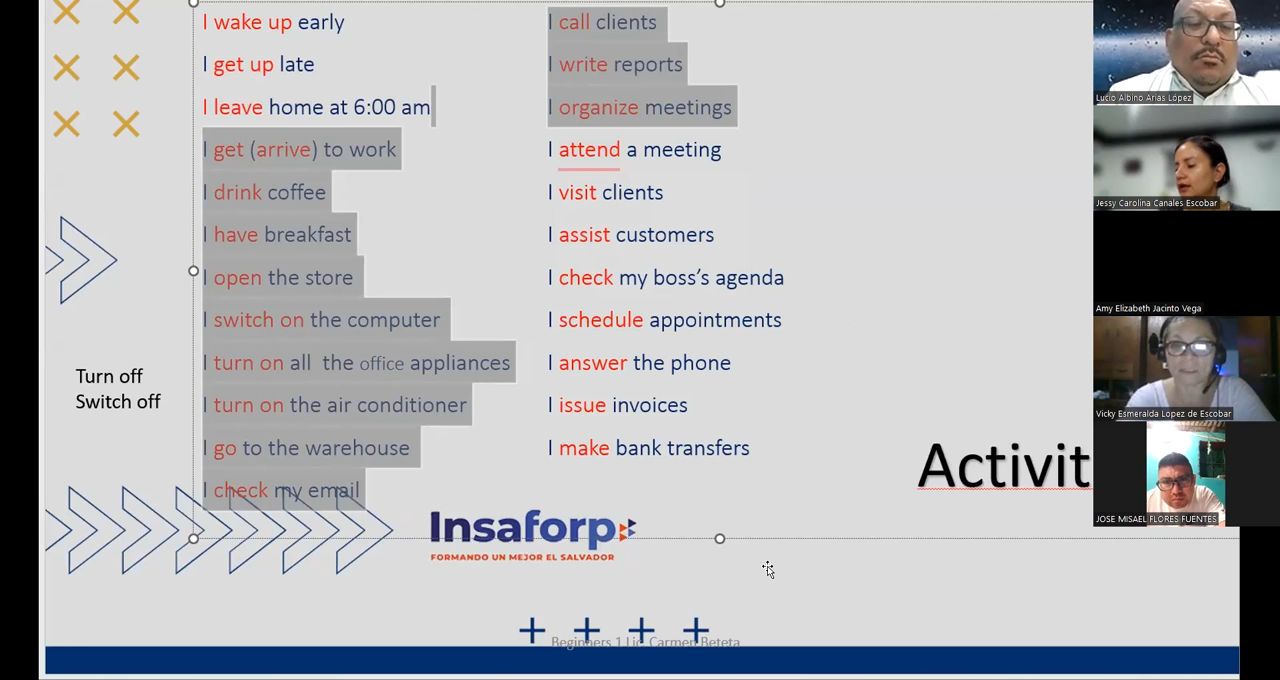 I wake up early
I get up late
I leave home at 6:00 am
I get (arrive) to work
I drink coffee
I have breakfast
I open the store
I switch on the computer
I turn on all the office appliances
I turn on the air conditioner
I go to the warehouse
I check my email
I call clients
I write reports
I organize meetings
I attend a meeting
I visit clients
I assist customers
I check my boss's agenda
I schedule appointments
I answer the phone
I issue invoices
I make bank transfers
Turn off
Switch off
Activit
Insaforp
FORMANDO UN MEJOR EL SALVADOR
Beginners 1 Lic. Carmen Beteta
Lucio Albino Arias López
Jessy Carolina Canales Escobar
Amy Elizabeth Jacinto Vega
Vicky Esmeralda Lopez de Escobar
JOSE MISAEL FLORES FUENTES